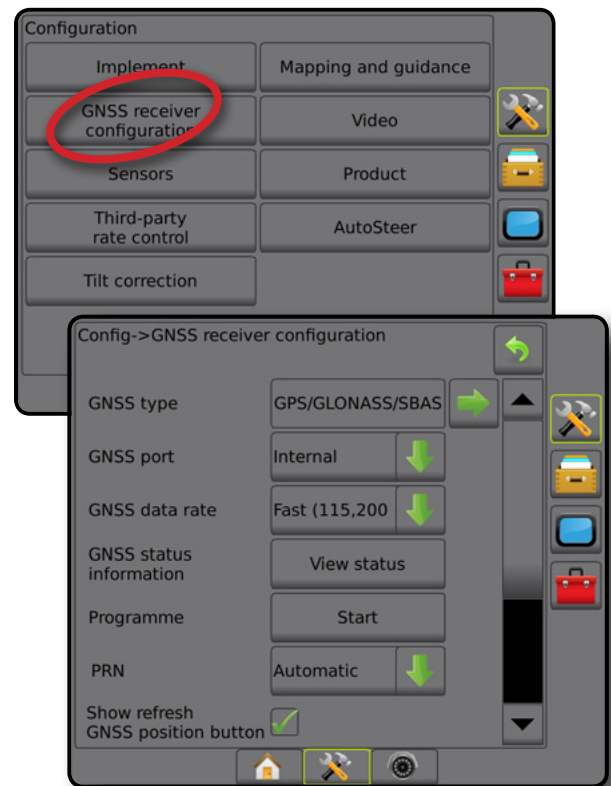 Configuration
Implement
Mapping and guidance
GNSS receiver
configuration
Video
Sensors
Product
Third-party
rate control
AutoSteer
Tilt correction
Config->GNSS receiver configuration
GNSS type
GPS/GLONASS/SBAS
GNSS port
Internal
GNSS data rate
Fast (115,200
GNSS status
information
View status
Programme
Start
PRN
Automatic
Show refresh
GNSS position button